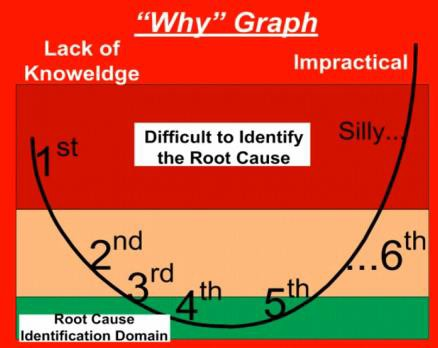 “Why” Graph
Lack of
Knoweldge
Impractical
Difficult to Identify
the Root Cause
Silly...
1st
2nd
3rd
4th
5th
...6th
Root Cause
Identification Domain